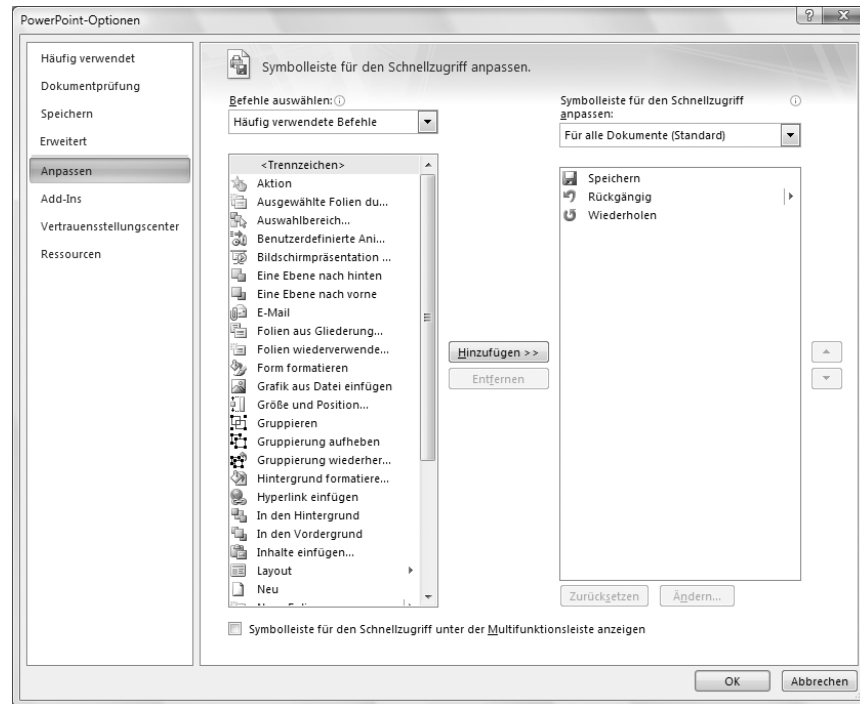 PowerPoint-Optionen
Häufig verwendet
Dokumentprüfung
Speichern
Erweitert
Anpassen
Add-Ins
Vertrauensstellungscenter
Ressourcen
Symbolleiste für den Schnellzugriff anpassen.
Befehle auswählen:
Häufig verwendete Befehle
<Trennzeichen>
Aktion
Ausgewählte Folien du...
Auswahlbereich...
Benutzerdefinierte Ani...
Bildschirmpräsentation ...
Eine Ebene nach hinten
Eine Ebene nach vorne
E-Mail
Folien aus Gliederung...
Folien wiederverwende...
Form formatieren
Grafik aus Datei einfügen
Größe und Position...
Gruppieren
Gruppierung aufheben
Gruppierung wiederher...
Hintergrund formatiere...
Hyperlink einfügen
In den Hintergrund
In den Vordergrund
Inhalte einfügen...
Layout
Neu
Hinzufügen >>
Entfernen
Symbolleiste für den Schnellzugriff
anpassen:
Für alle Dokumente (Standard)
Speichern
Rückgängig
Wiederholen
Zurücksetzen
Ändern...
Symbolleiste für den Schnellzugriff unter der Multifunktionsleiste anzeigen
OK
Abbrechen